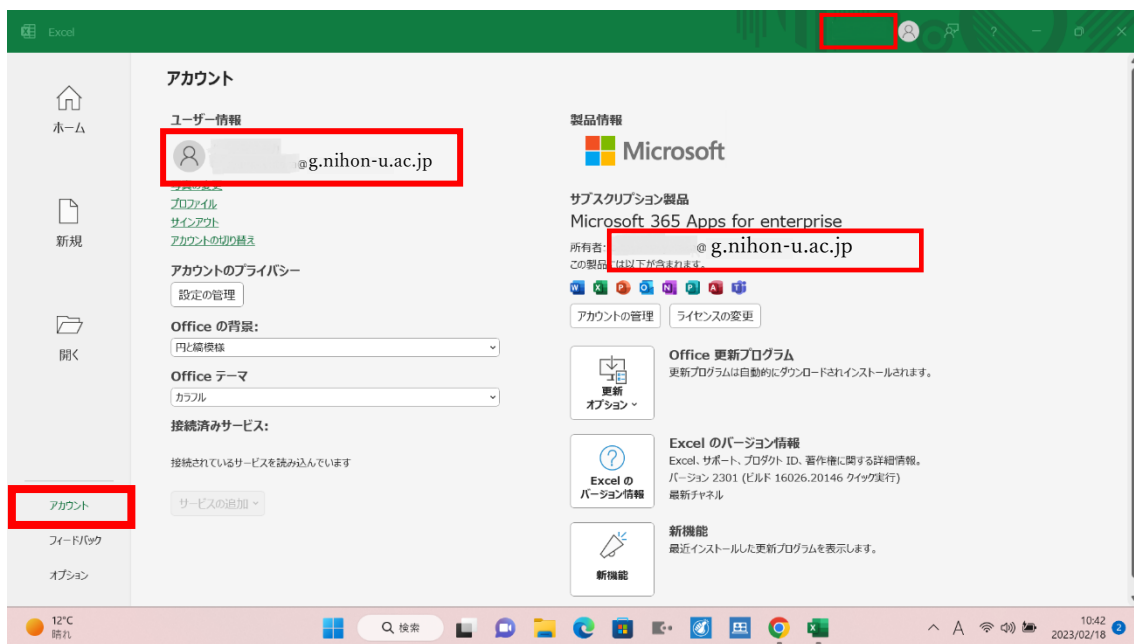 Excel
?
アカウント
ホーム
新規
開く
アカウント
フィードバック
オプション
ユーザー情報
@g.nihon-u.ac.jp
プロファイル
サインアウト
アカウントの切り替え
アカウントのプライバシー
設定の管理
Office の背景:
円と縞模様
Office テーマ
カラフル
接続済みサービス:
接続されているサービスを読み込んでいます
サービスの追加
製品情報
Microsoft
サブスクリプション製品
Microsoft 365 Apps for enterprise
所有者: @ g.nihon-u.ac.jp
この製品には以下が含まれます。
アカウントの管理 ライセンスの変更
更新
オプション
Office 更新プログラム
更新プログラムは自動的にダウンロードされインストールされます。
Excel の
バージョン情報
Excel のバージョン情報
Excel、サポート、プロダクト ID、著作権に関する詳細情報。
バージョン 2301 (ビルド 16026.20146 クイック実行)
最新チャネル
新機能
新機能
最近インストールした更新プログラムを表示します。
12°C
晴れ
検索
A
10:42
2023/02/18
2